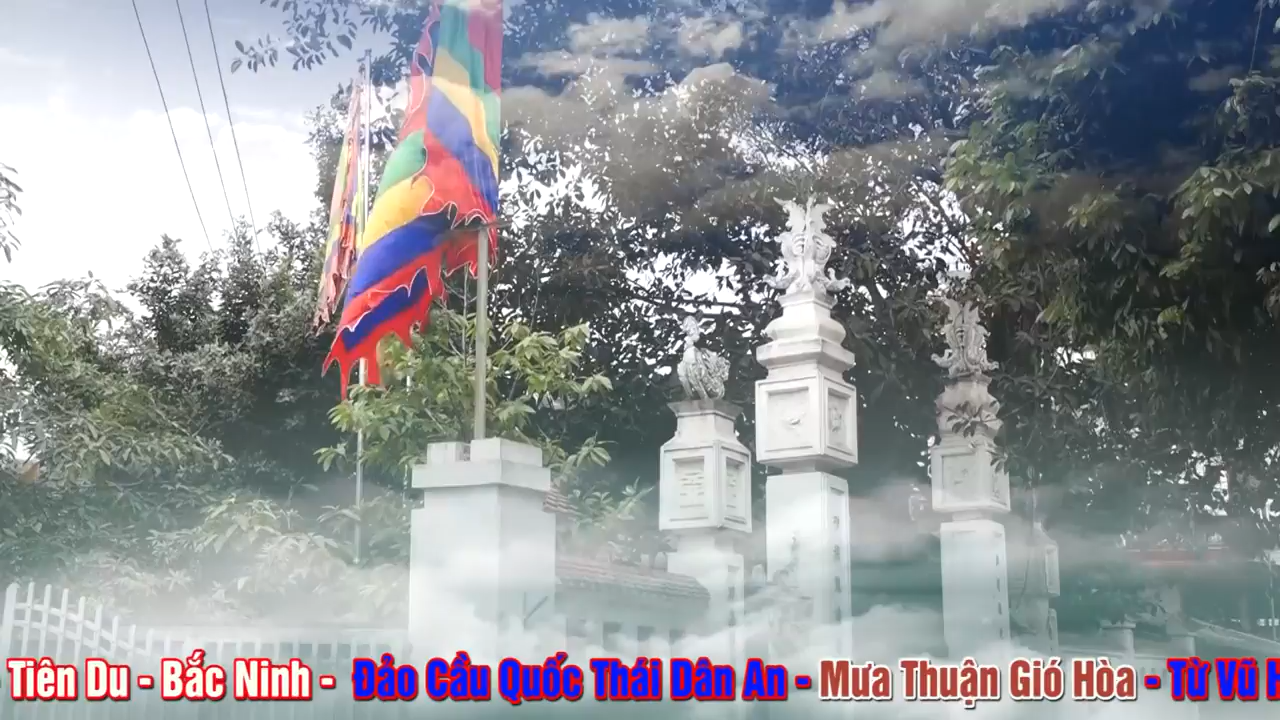 Tiên Du - Bắc Ninh - Đảo Cầu Quốc Thái Dân An - Mưa Thuận Gió Hòa - Từ Vũ